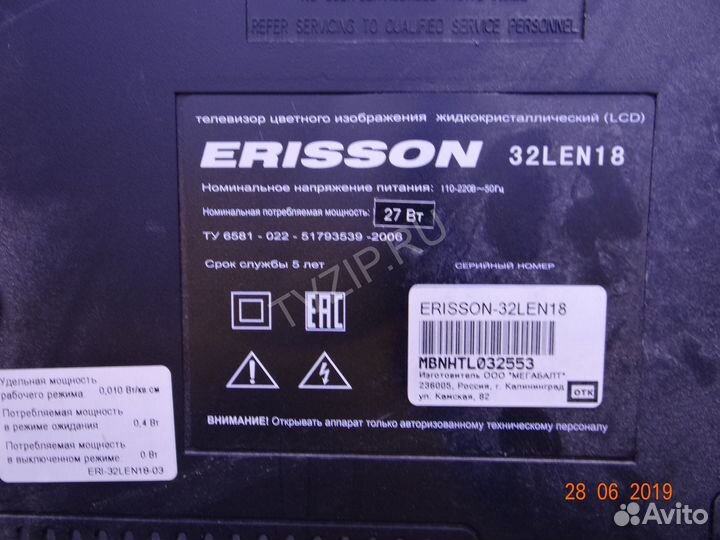 REFER SERVICING TO QUALIFIED SERVICE PERSONNEL
телевизор цветного изображения жидкокристаллический (LCD)
ERISSON 32LEN18
Номинальное напряжение питания: 110-220В~50Гц
Номинальная потребляемая мощность: 27 Вт
ТУ 6581 - 022 - 51793539 -2006
Срок службы 5 лет
СЕРИЙНЫЙ НОМЕР
EAC
ERISSON-32LEN18
MBNHTL032553
Изготовитель ООО "МЕГАБАЛТ"
236005, Россия, г. Калининград
ул. Камская, 82
ОТК
ВНИМАНИЕ! Открывать аппарат только авторизованному техническому персоналу
Удельная мощность
рабочего режима: 0,010 Вт/кв.см
Потребляемая мощность
в режиме ожидания 0,4 Вт
Потребляемая мощность
в выключенном режиме: 0 Вт
ERI-32LEN18-03
TVZIP.RU
28 06 2019
Avito